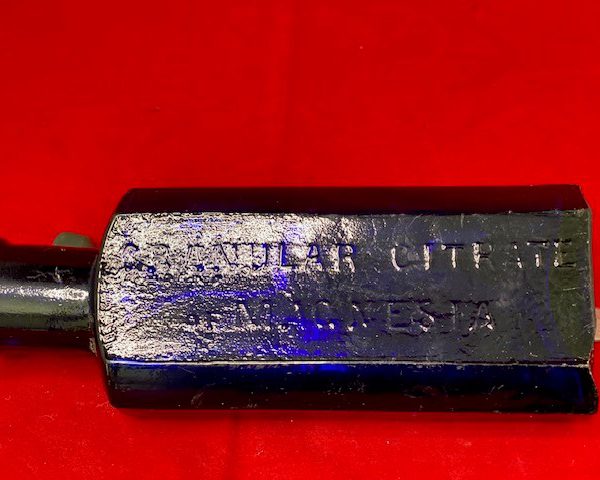 GRANULAR CITRATE
OF MAGNESIA